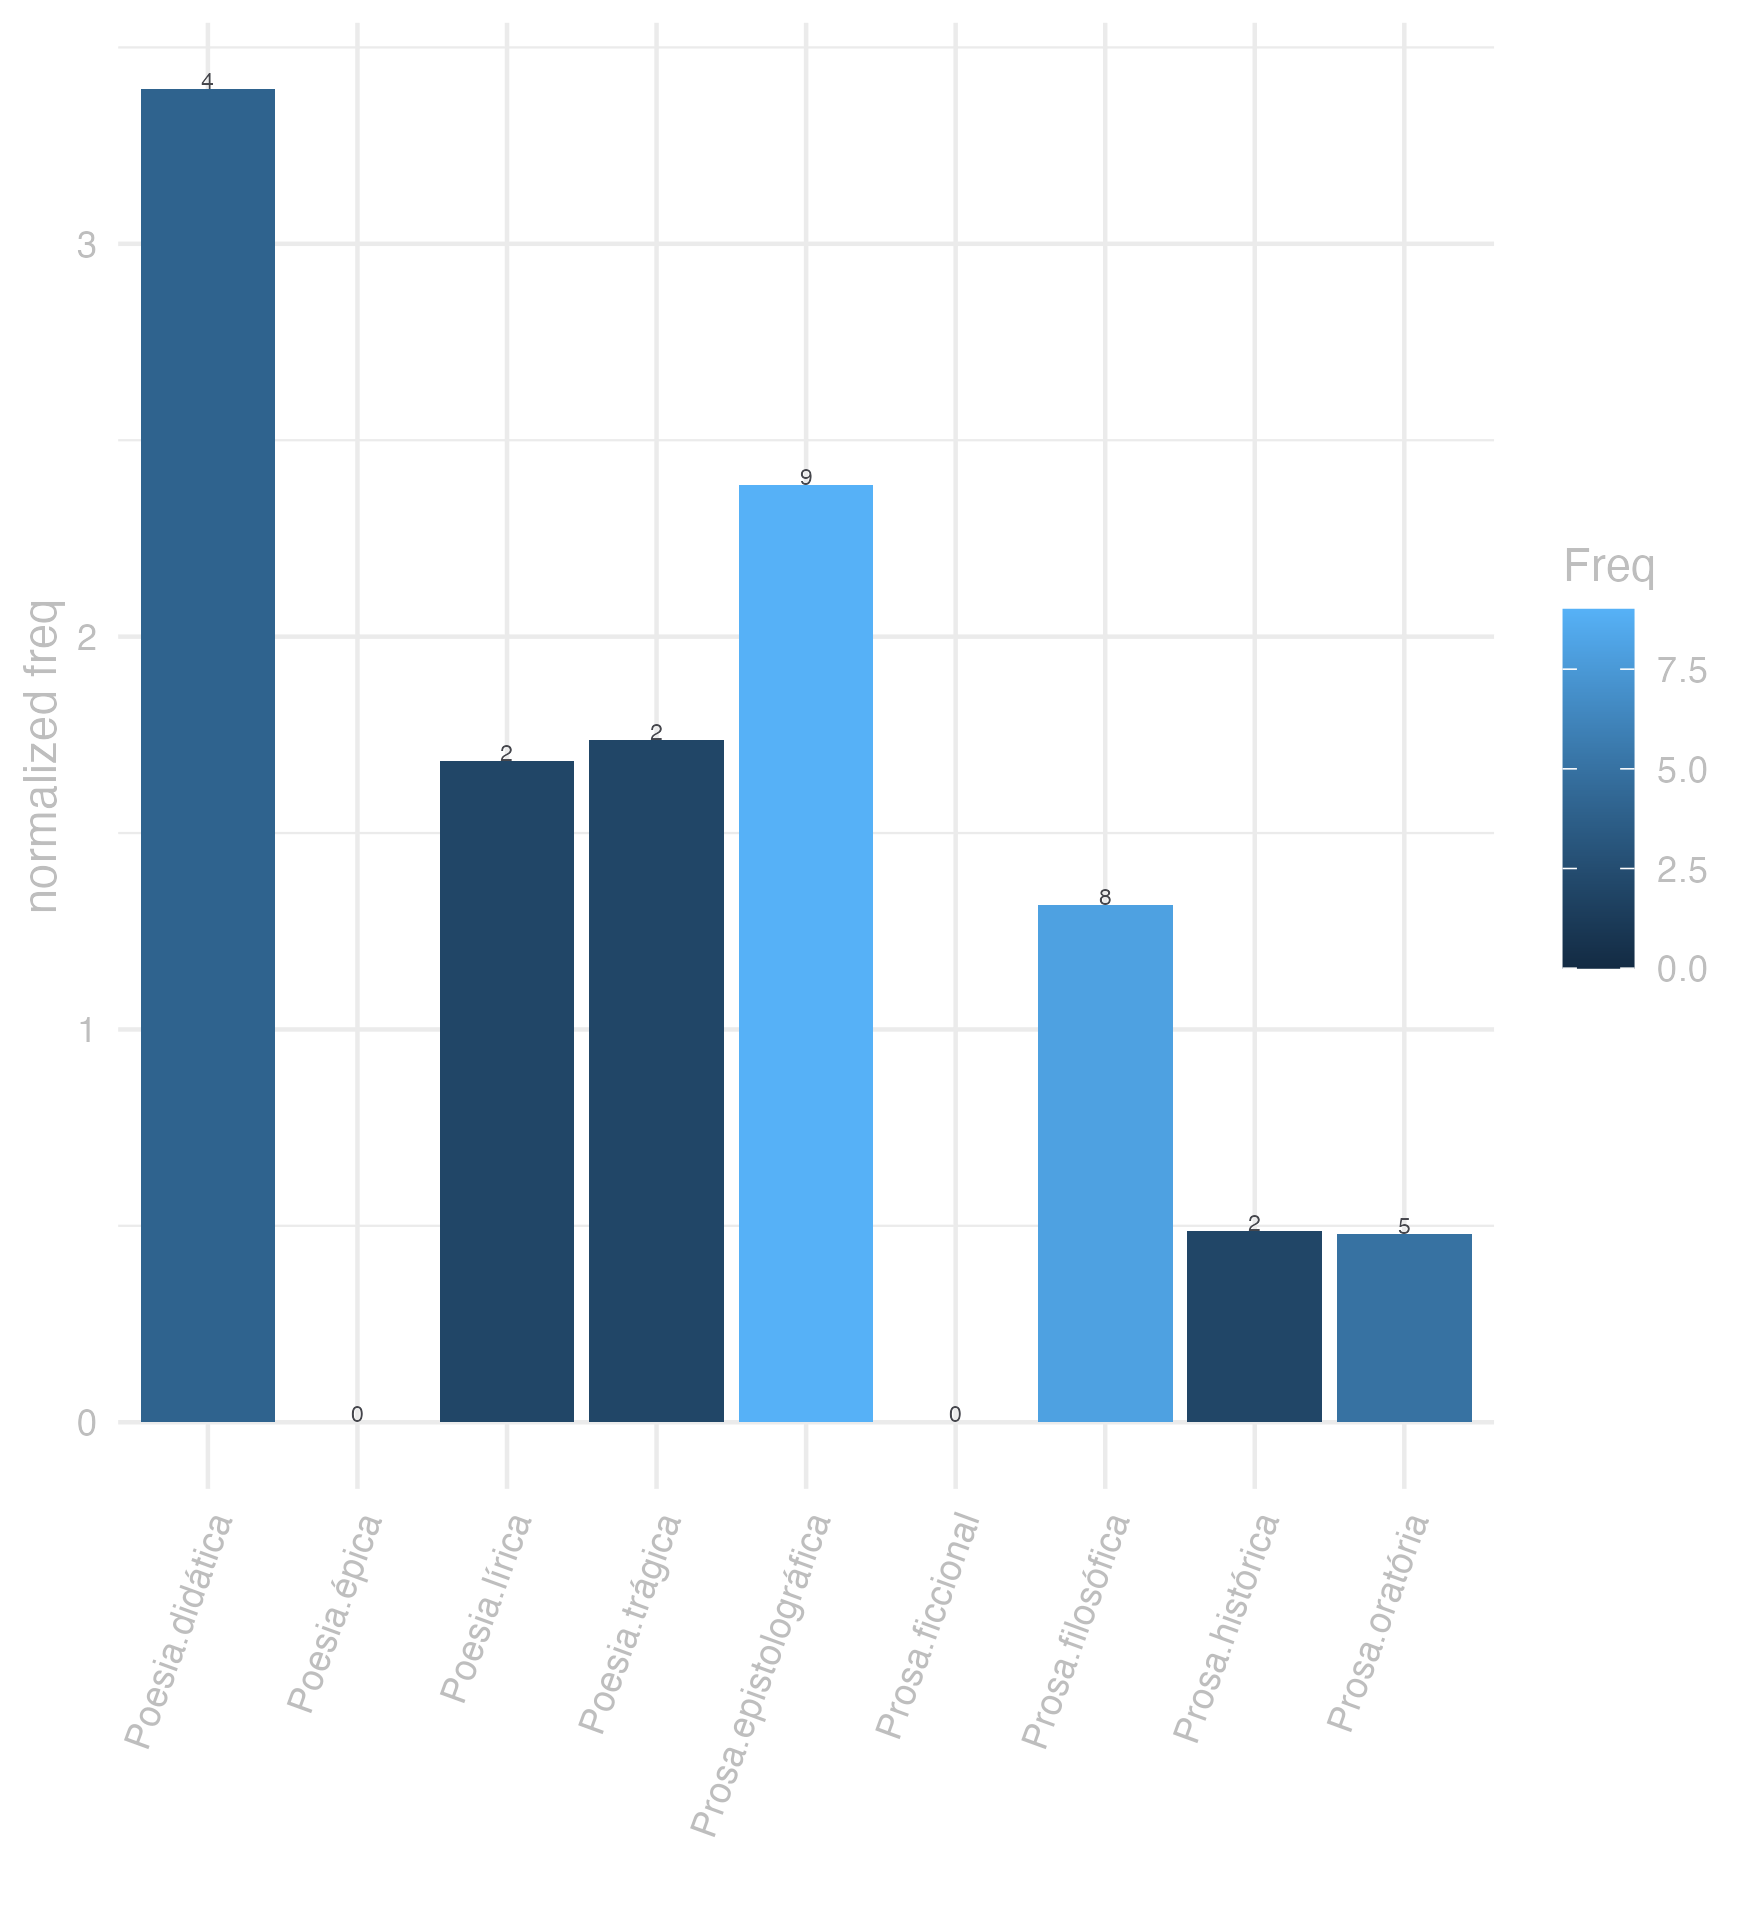 4
3
9
2
2
2
8
1
2
5
0
0
0
normalized freq
Poesia.didática
Poesia.épica
Poesia.lírica
Poesia.trágica
Prosa.epistolográfica
Prosa.ficcional
Prosa.filosófica
Prosa.histórica
Prosa.oratória
Freq
7.5
5.0
2.5
0.0